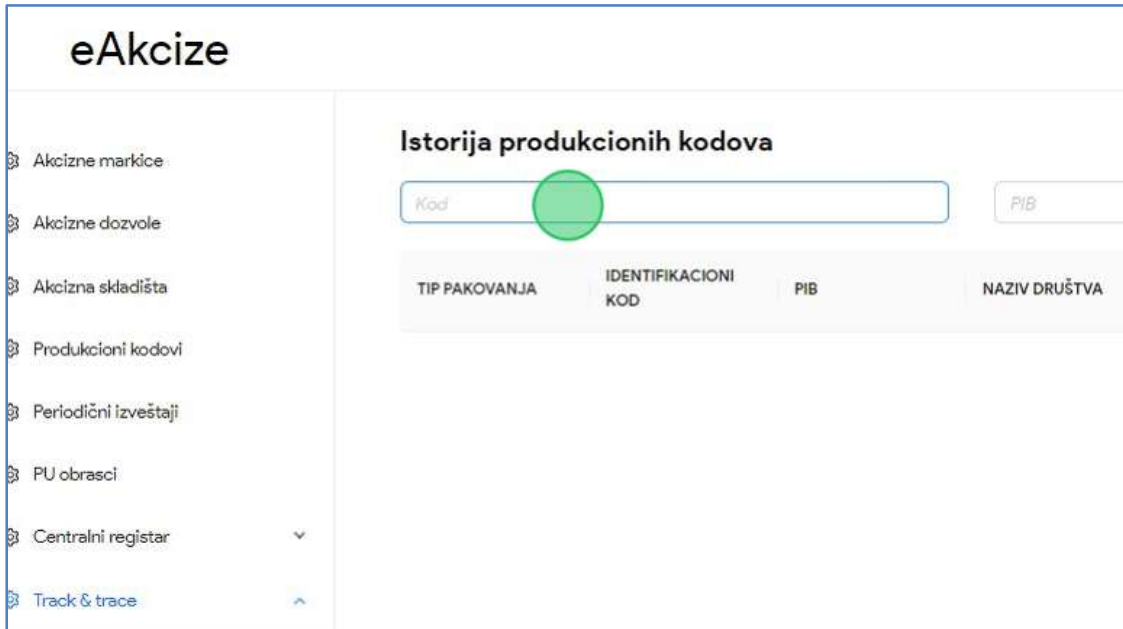 eAkcize
Akcizne markice
Akcizne dozvole
Akcizna skladišta
Produkcioni kodovi
Periodični izveštaji
PU obrasci
Centralni registar
Track & trace
Istorija produkcionih kodova
Kod
PIB
TIP PAKOVANJA
IDENTIFIKACIONI
KOD
PIB
NAZIV DRUŠTVA